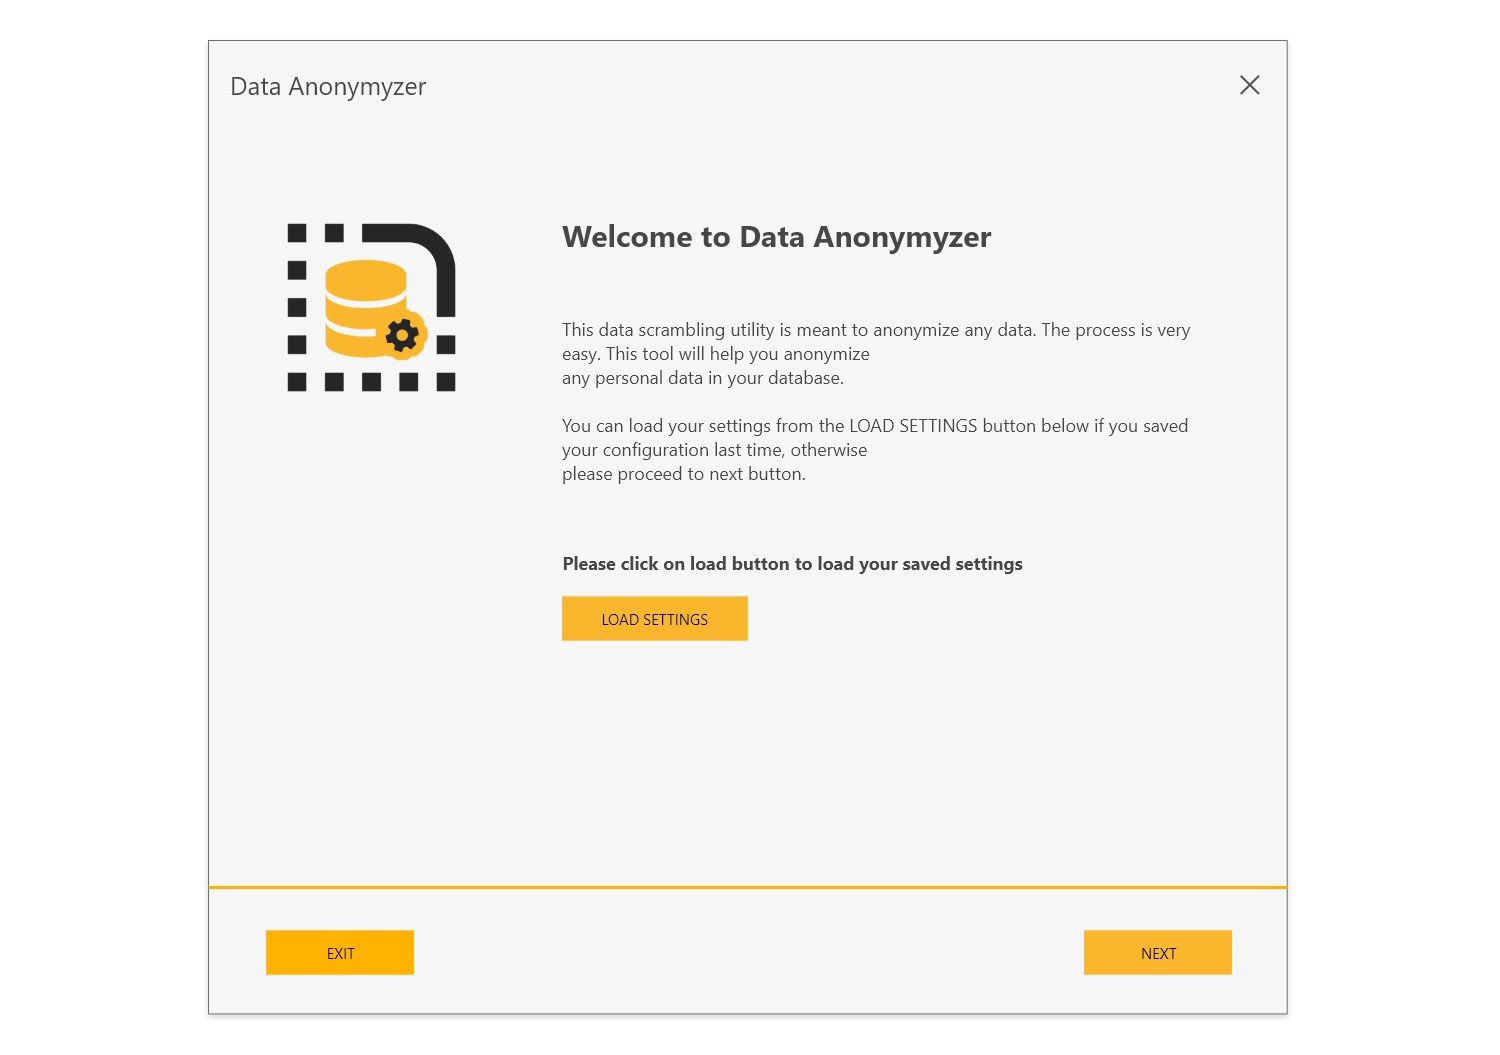 Data Anonymyzer
Welcome to Data Anonymyzer
This data scrambling utility is meant to anonymize any data. The process is very
easy. This tool will help you anonymize
any personal data in your database.
You can load your settings from the LOAD SETTINGS button below if you saved
your configuration last time, otherwise
please proceed to next button.
Please click on load button to load your saved settings
LOAD SETTINGS
EXIT
NEXT